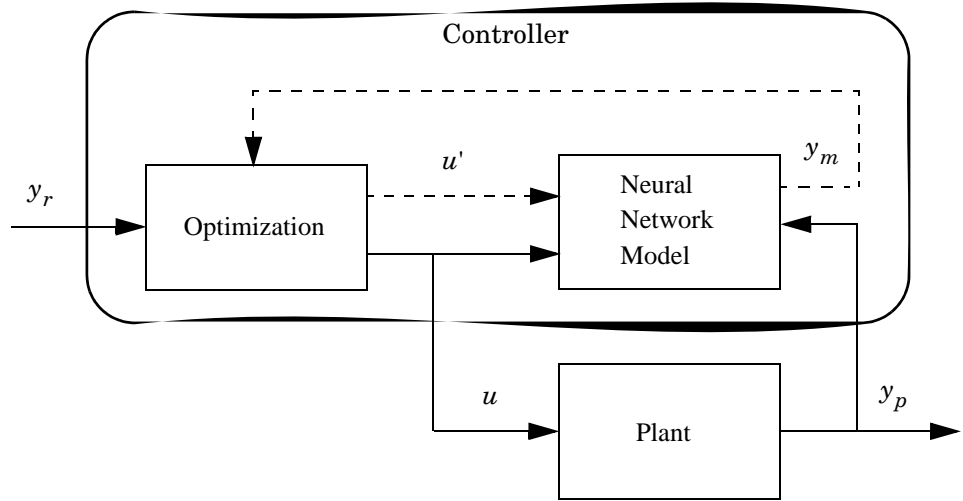 Controller
y_r
Optimization
u'
Neural
Network
Model
y_m
u
Plant
y_p